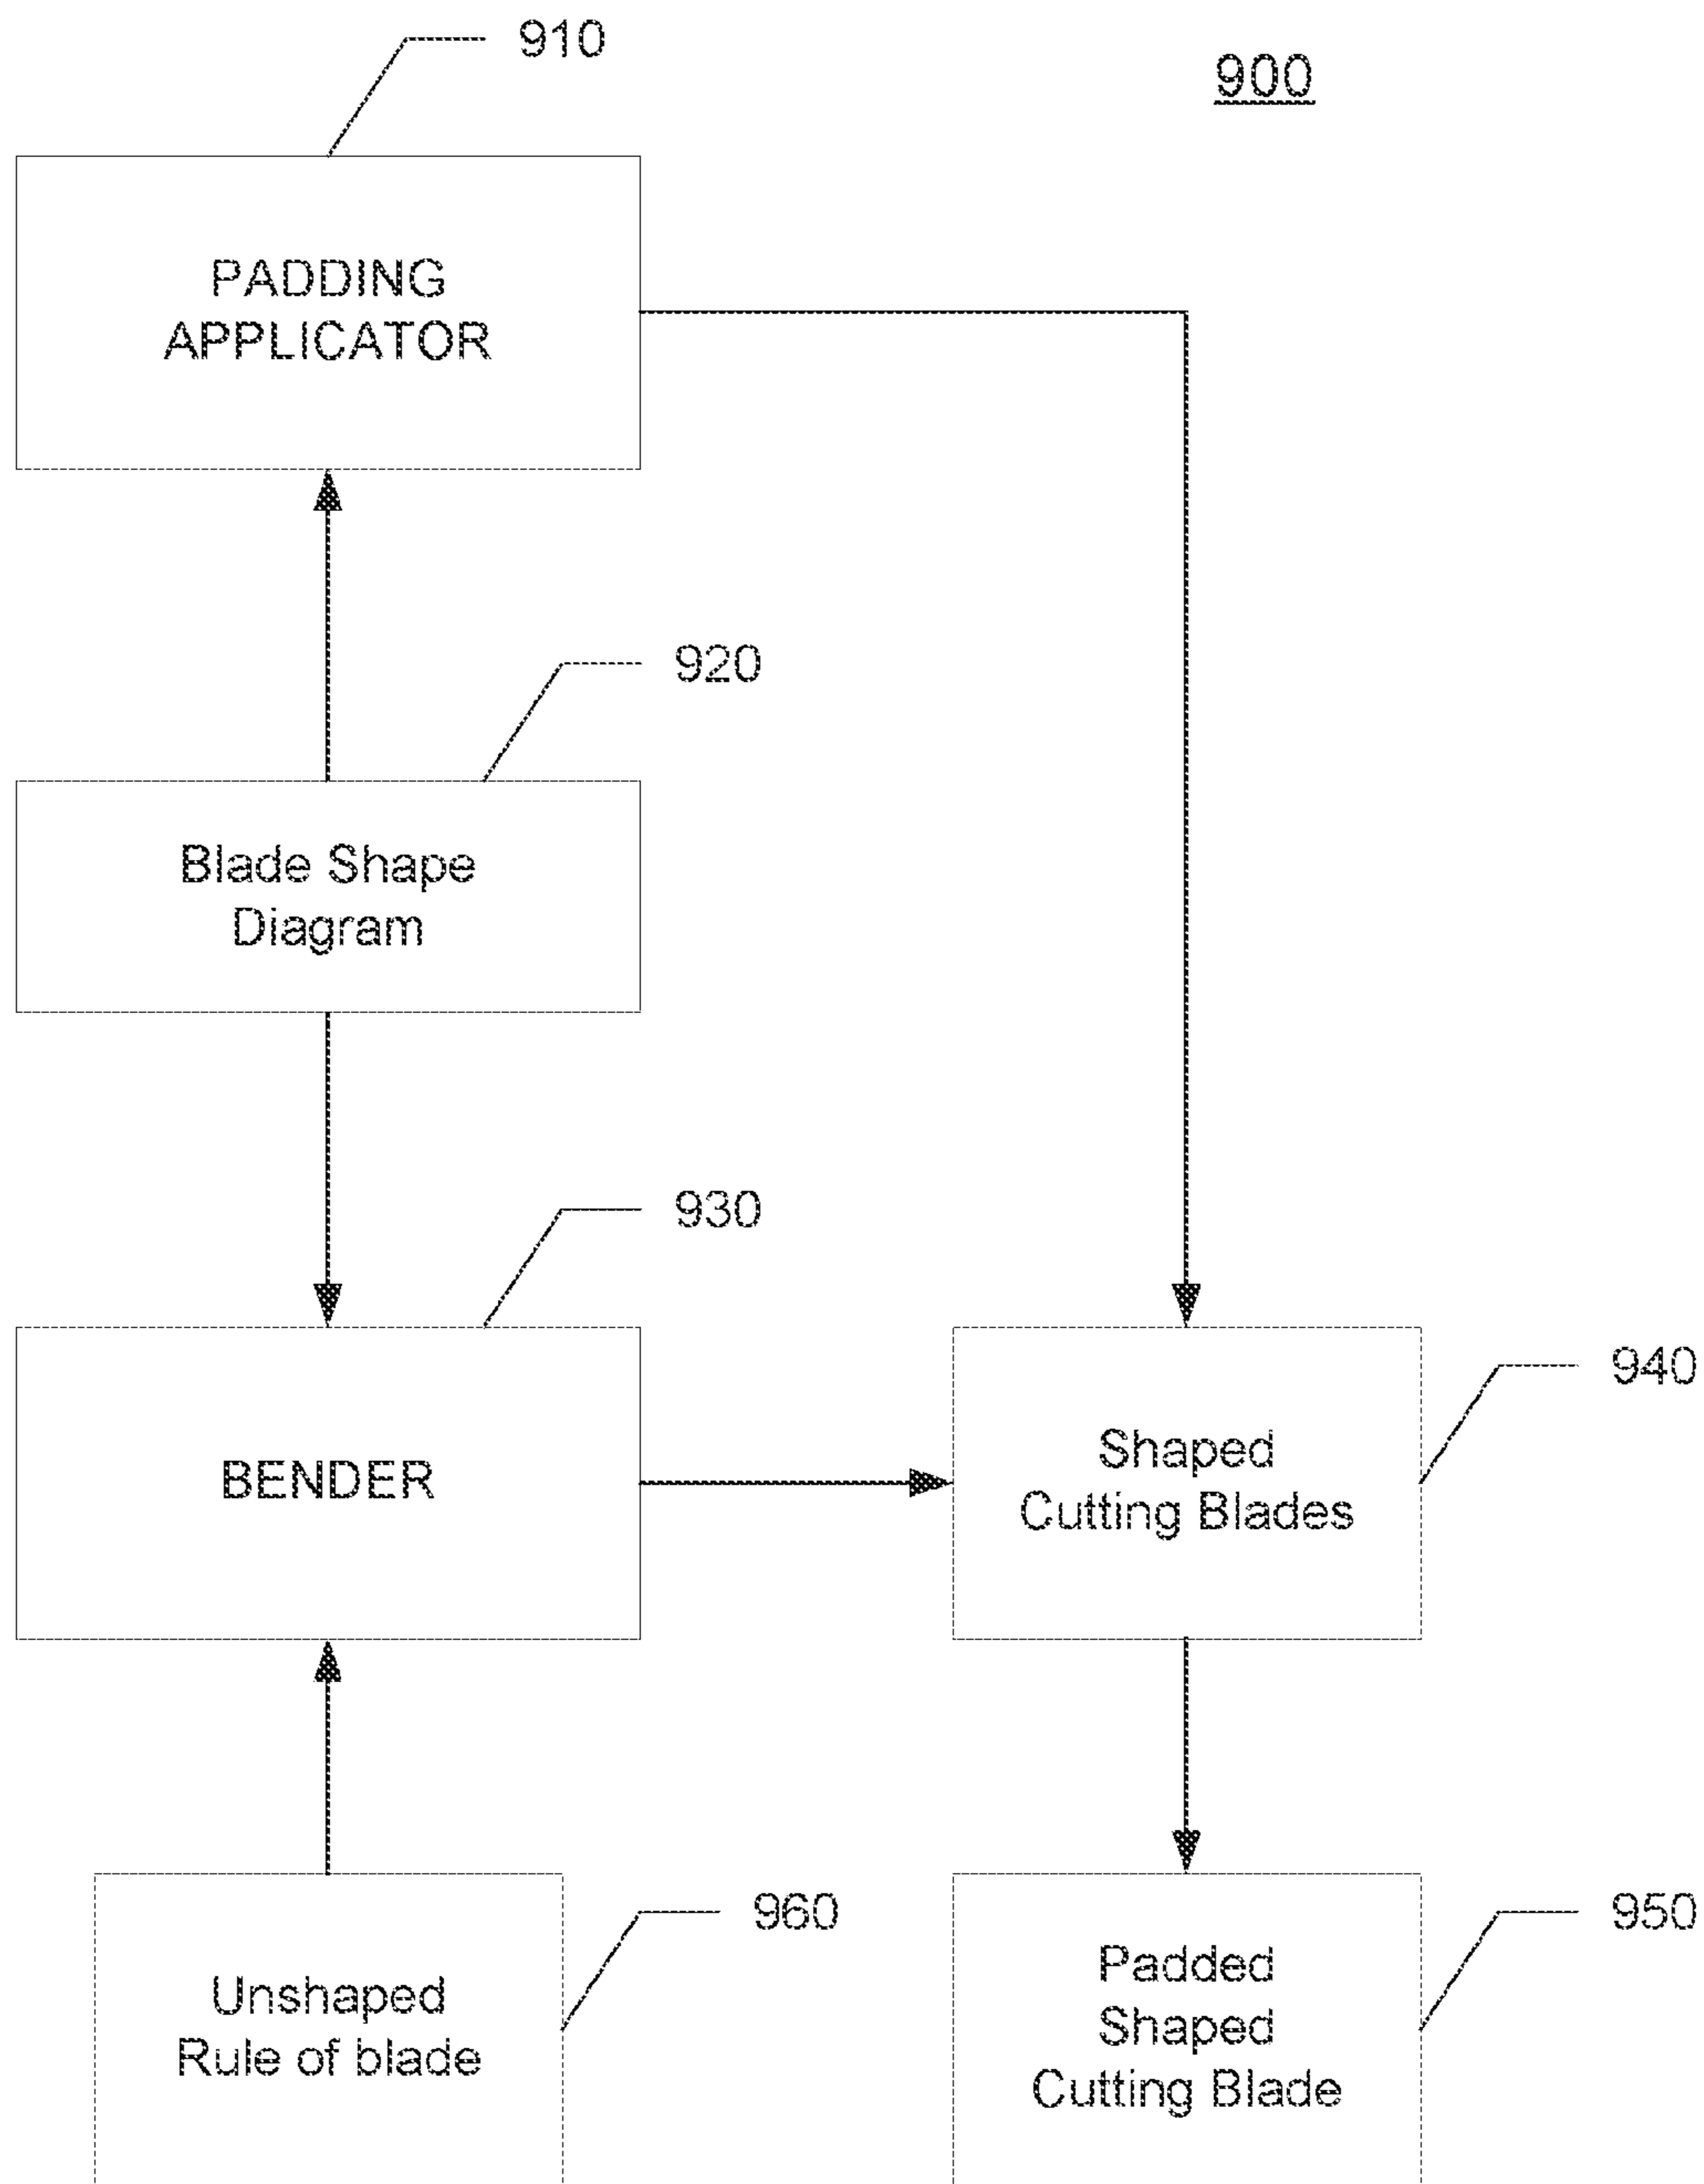 910
900
PADDING
APPLICATOR
920
Blade Shape
Diagram
930
940
BENDER
Shaped
Cutting Blades
960
950
Unshaped
Rule of blade
Padded
Shaped
Cutting Blade